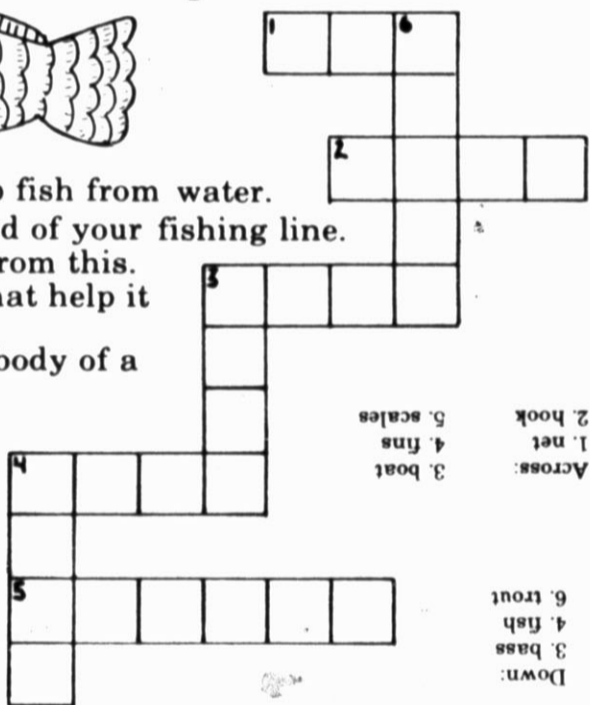 1 6
2
o fish from water.
d of your fishing line.
rom this.
3
hat help it
body of a
4
5
Across:
1. net
2. hook
3. boat
4. fins
5. scales
Down:
3. bass
4. fish
6. trout